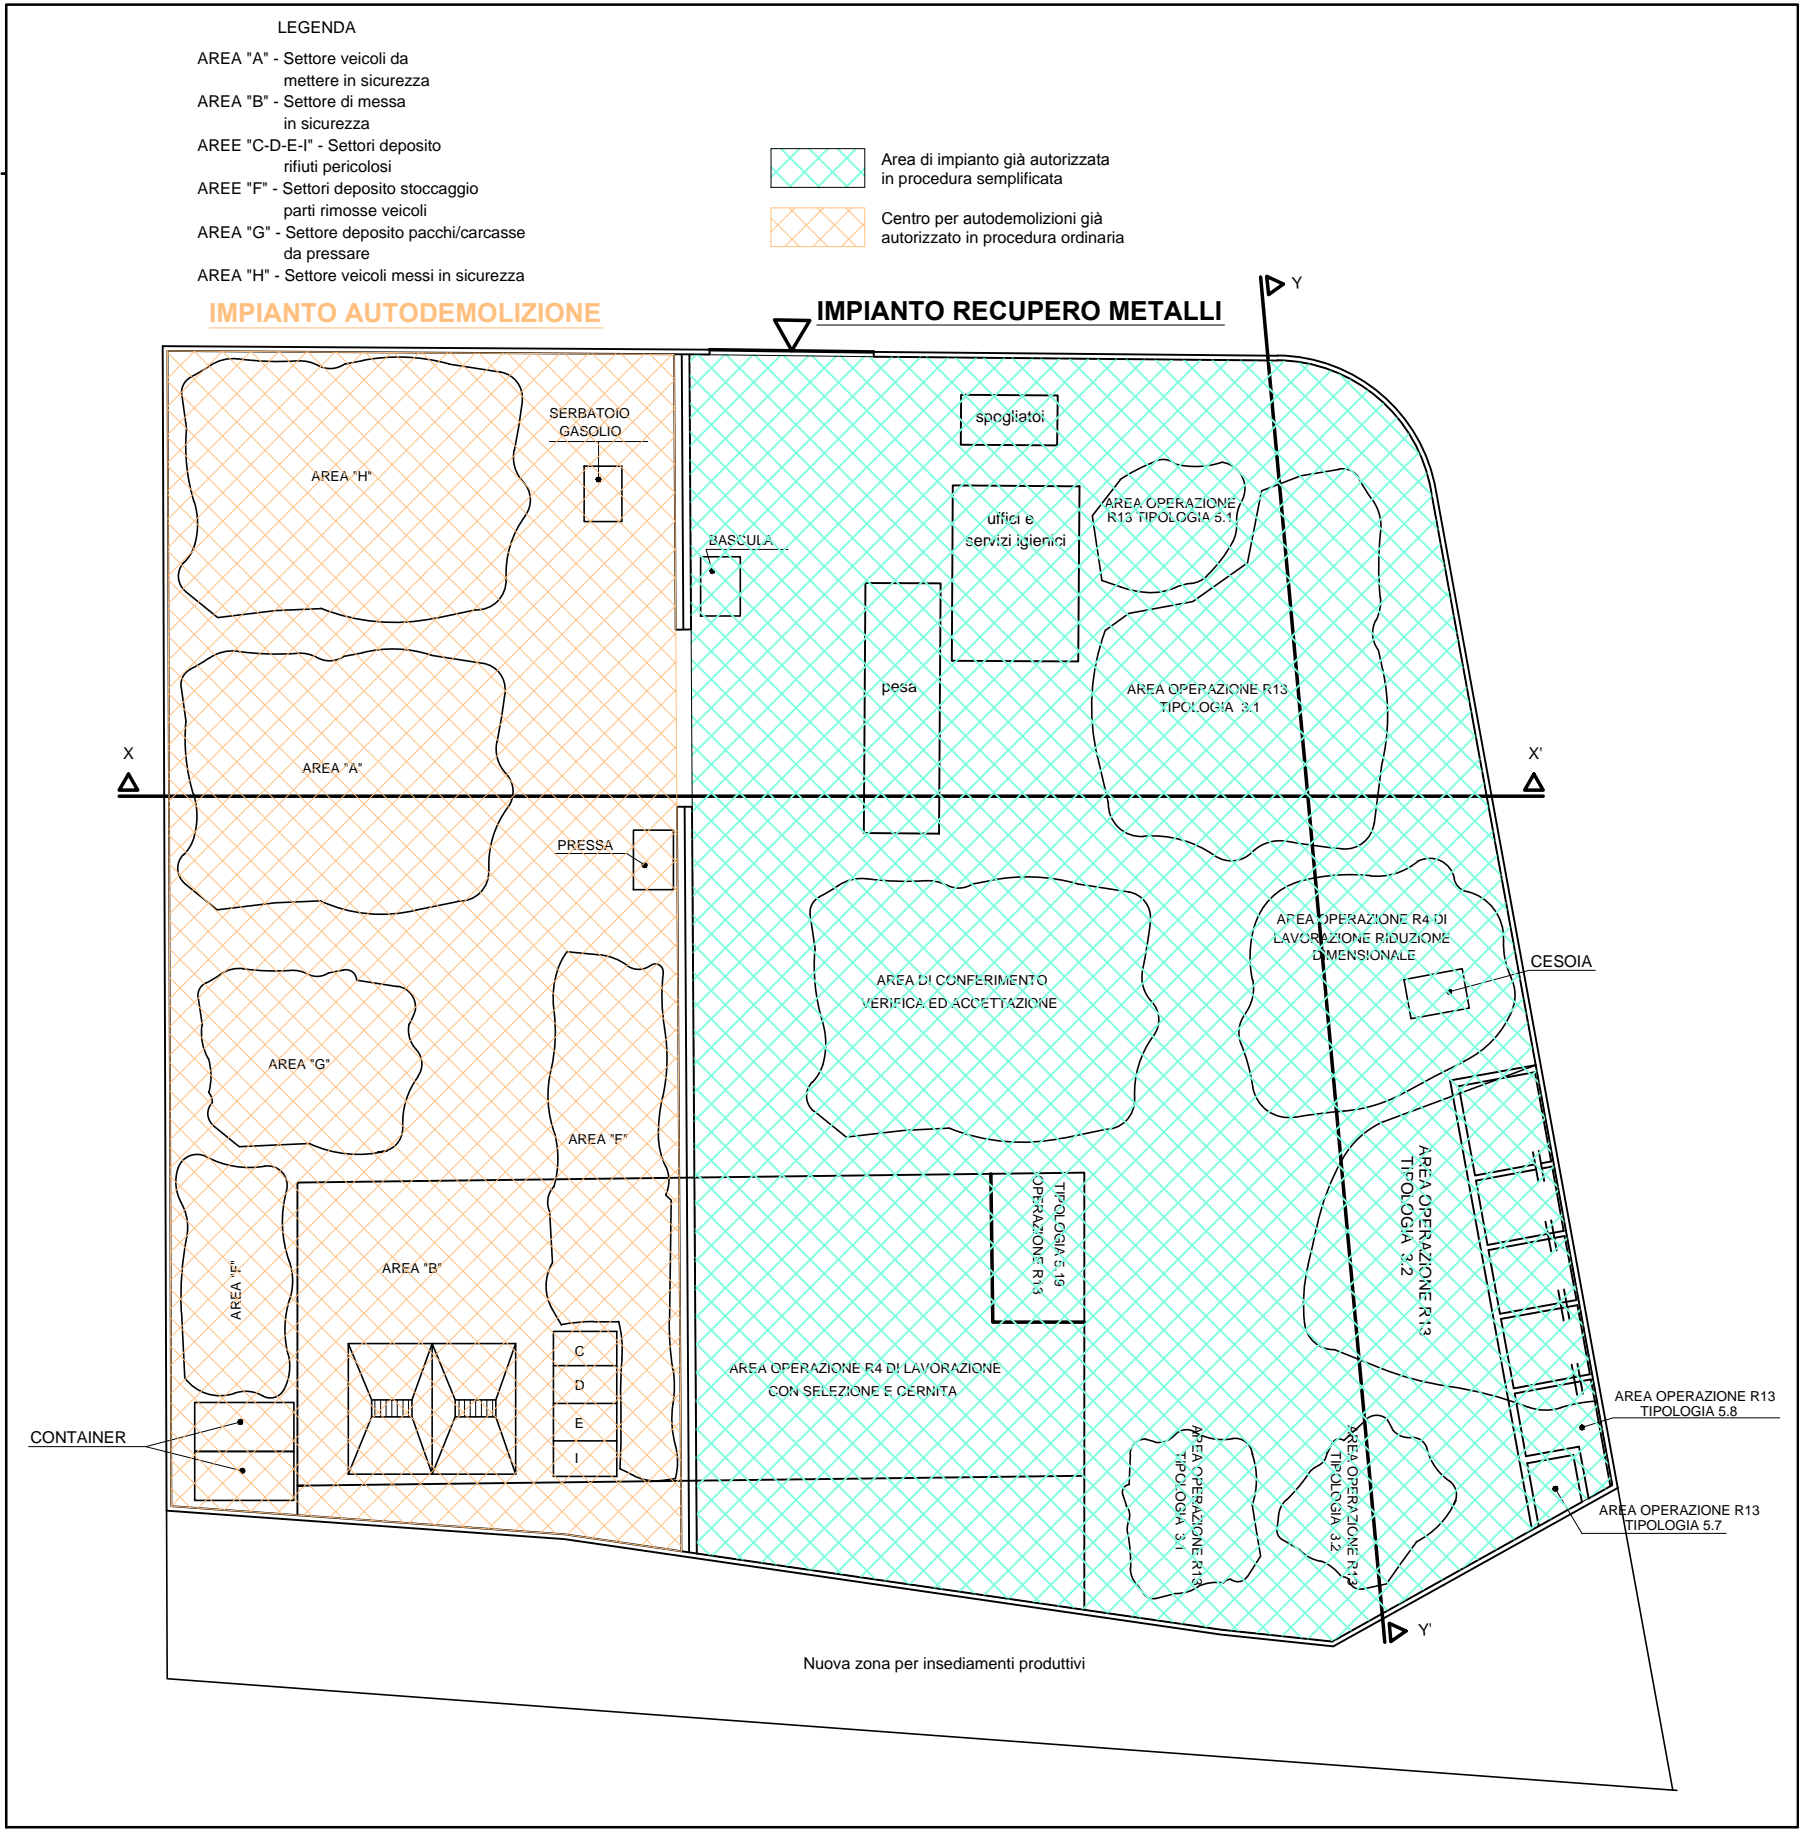 LEGENDA
AREA "A" - Settore veicoli da
mettere in sicurezza
AREA "B" - Settore di messa
in sicurezza
AREE "C-D-E-I" - Settori deposito
rifiuti pericolosi
AREE "F" - Settori deposito stoccaggio
parti rimosse veicoli
AREA "G" - Settore deposito pacchi/carcasse
da pressare
AREA "H" - Settore veicoli messi in sicurezza
Area di impianto già autorizzata
in procedura semplificata
Centro per autodemolizioni già
autorizzato in procedura ordinaria
IMPIANTO AUTODEMOLIZIONE
IMPIANTO RECUPERO METALLI
Y
SERBATOIO
GASOLIO
AREA "H"
spogliatoi
uffici e
servizi igienici
AREA OPERAZIONE
R13 TIPOLOGIA 5.1
BASCULA
pesa
AREA OPERAZIONE R13
TIPOLOGIA 3.1
X
AREA "A"
X'
PRESSA
AREA DI CONFERIMENTO
VERIFICA ED ACCETTAZIONE
AREA OPERAZIONE R4 DI
LAVORAZIONE RIDUZIONE
DIMENSIONALE
CESOIA
AREA "G"
AREA "F"
AREA "F"
AREA "B"
TIPOLOGIA 5.19
OPERAZIONE R13
AREA OPERAZIONE R13
TIPOLOGIA 3.2
C
D
E
I
AREA OPERAZIONE R4 DI LAVORAZIONE
CON SELEZIONE E CERNITA
CONTAINER
AREA OPERAZIONE R13
TIPOLOGIA 3.1
AREA OPERAZIONE R13
TIPOLOGIA 3.2
AREA OPERAZIONE R13
TIPOLOGIA 5.8
AREA OPERAZIONE R13
TIPOLOGIA 5.7
Y'
Nuova zona per insediamenti produttivi